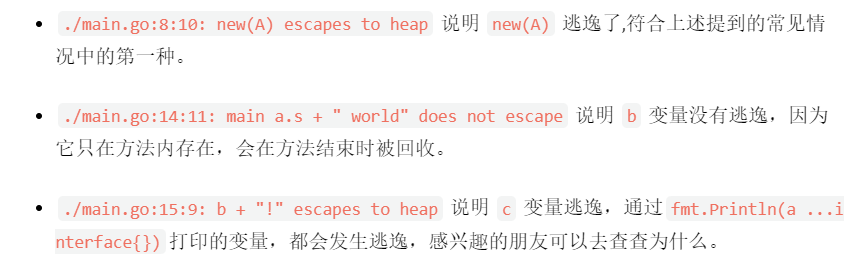 ./main.go:8:10: new(A) escapes to heap 说明 new(A) 逃逸了,符合上述提到的常见情
况中的第一种。
./main.go:14:11: main a.s + " world" does not escape 说明 b 变量没有逃逸，因为
它只在方法内存在，会在方法结束时被回收。
./main.go:15:9: b + "!" escapes to heap 说明 c 变量逃逸，通过 fmt.Println(a ...i
nterface{}) 打印的变量，都会发生逃逸，感兴趣的朋友可以去查查为什么。